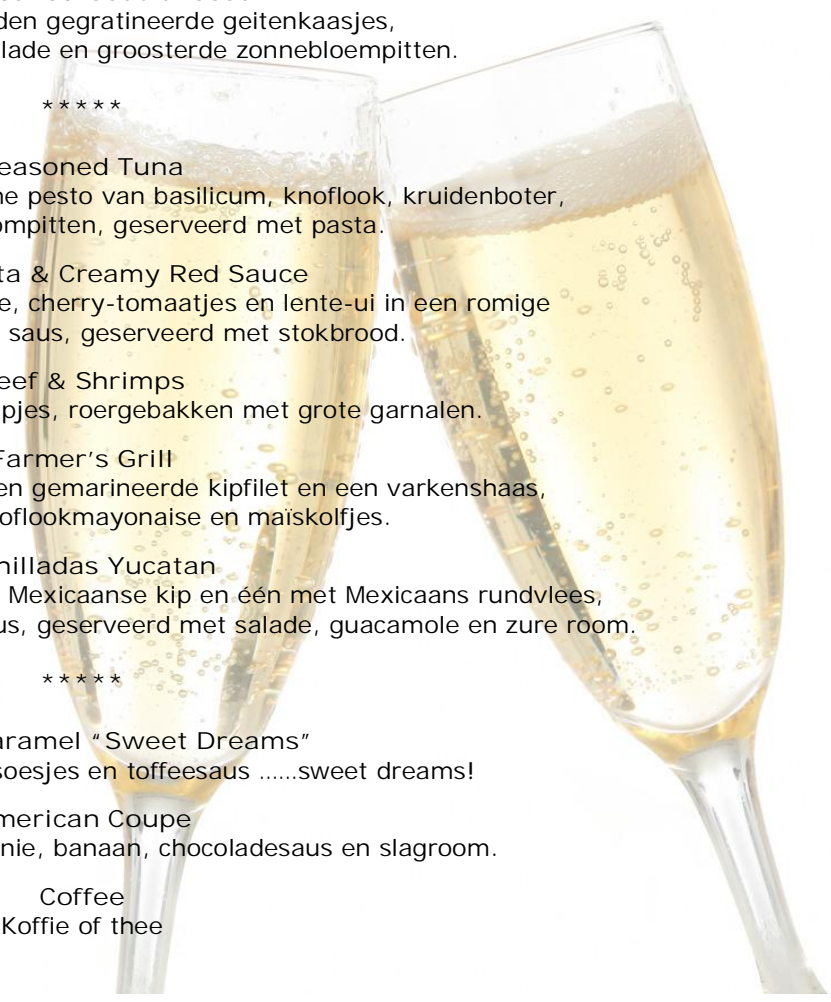 den gegratineerde geitenkaasjes,
lade en groosterde zonnebloempitten.
*****
easoned Tuna
ne pesto van basilicum, knoflook, kruidenboter,
ompitten, geserveerd met pasta.
ta & Creamy Red Sauce
e, cherry-tomaatjes en lente-ui in een romige
saus, geserveerd met stokbrood.
eef & Shrimps
pjes, roergebakken met grote garnalen.
Farmer's Grill
en gemarineerde kipfilet en een varkenshaas,
oflookmayonaise en maïskolfjes.
hilladas Yucatan
Mexicaanse kip en één met Mexicaans rundvlees,
us, geserveerd met salade, guacamole en zure room.
*****
aramel “Sweet Dreams”
soesjes en toffeesaus ......sweet dreams!
merican Coupe
nie, banaan, chocoladesaus en slagroom.
Coffee
Koffie of thee